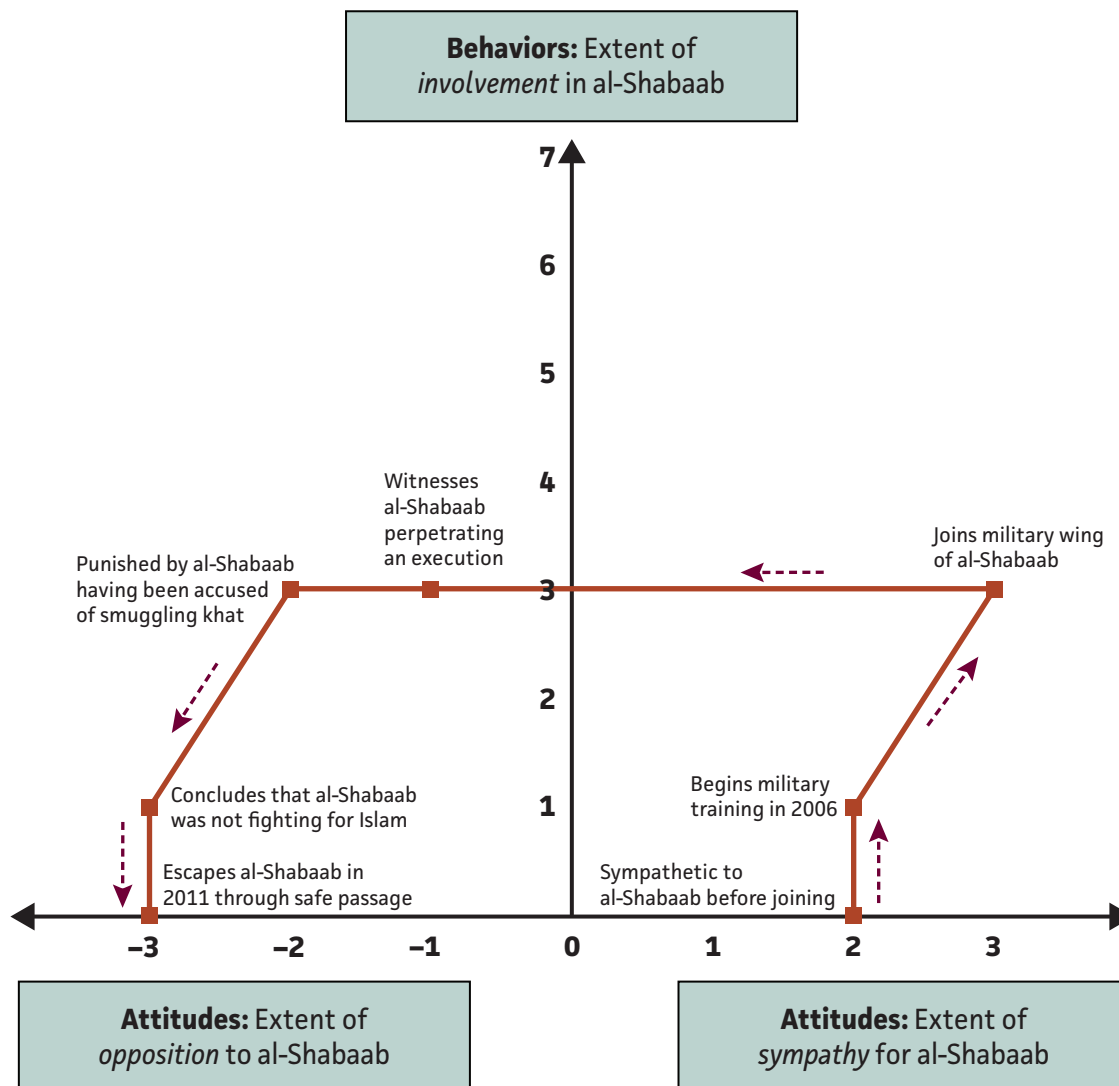 Behaviors: Extent of
involvement in al-Shabaab
7
6
5
4
3
2
1
Witnesses
al-Shabaab
perpetrating
an execution
Joins military wing
of al-Shabaab
Punished by al-Shabaab
having been accused
of smuggling khat
Begins military
training in 2006
Concludes that al-Shabaab
was not fighting for Islam
Sympathetic to
al-Shabaab before joining
Escapes al-Shabaab in
2011 through safe passage
–3 –2 –1 0 1 2 3
Attitudes: Extent of
opposition to al-Shabaab
Attitudes: Extent of
sympathy for al-Shabaab